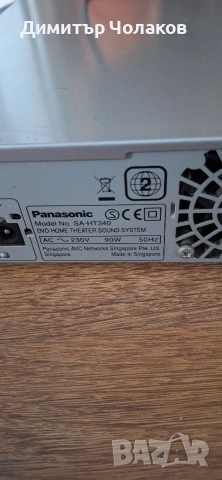 Димитър Чолаков
2
Panasonic
Model No. SA-HT340
DVD HOME THEATER SOUND SYSTEM
AC ~ 230V 90W 50Hz
Panasonic AVC Networks Singapore Pte. Ltd.
Singapore Made in Singapore
bazar